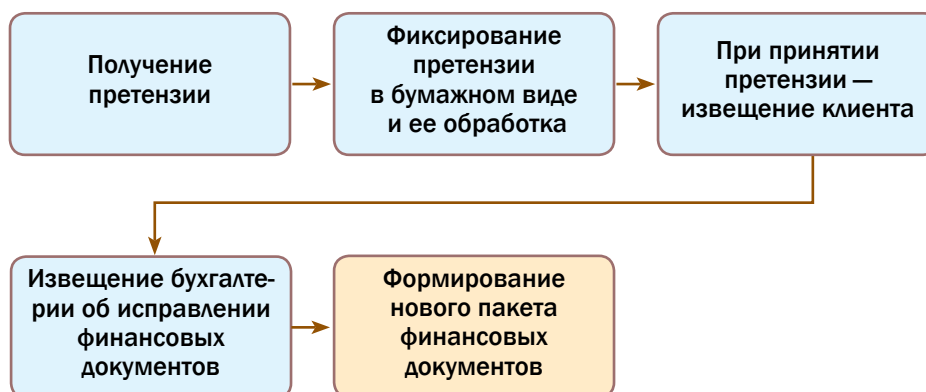 Получение
претензии
Фиксирование
претензии
в бумажном виде
и ее обработка
При принятии
претензии —
извещение клиента
Извещение бухгалте-
рии об исправлении
финансовых
документов
Формирование
нового пакета
финансовых
документов